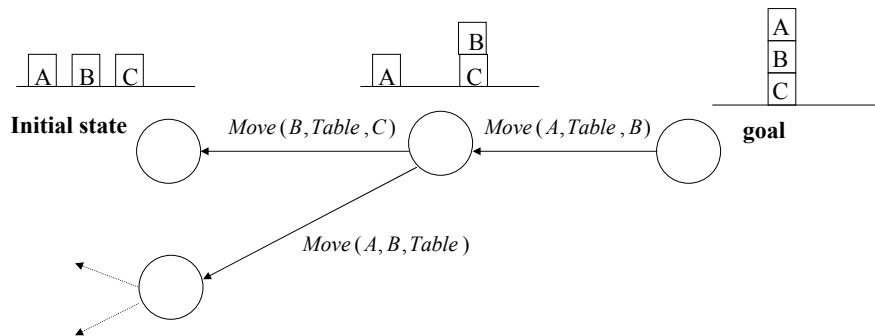 A
B
C
A B C
B
A C
Initial state
Move(B,Table,C)
Move(A,Table,B)
goal
Move(A,B,Table)